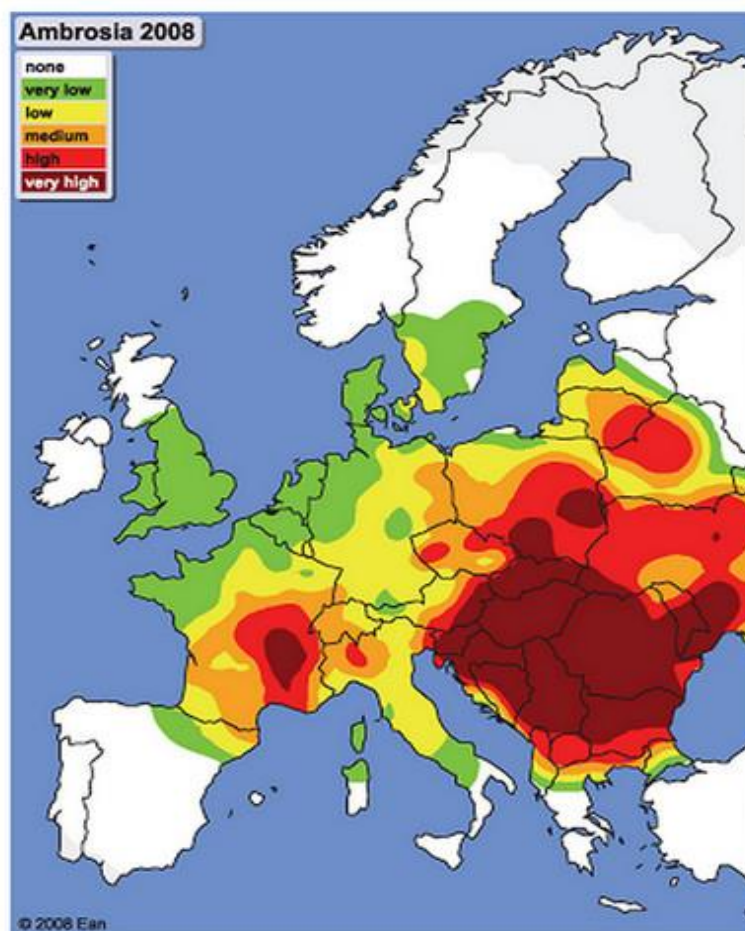 Ambrosia 2008
none
very low
low
medium
high
very high
© 2008 Ean